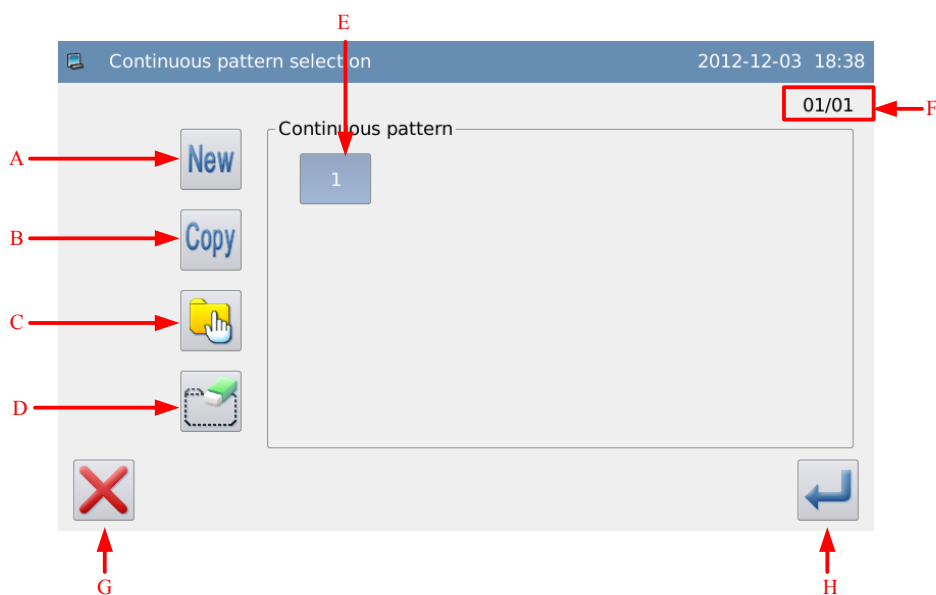 E
Continuous pattern selection 2012-12-03 18:38
01/01
F
Continuous pattern
A
New
1
B
Copy
C
D
G
H